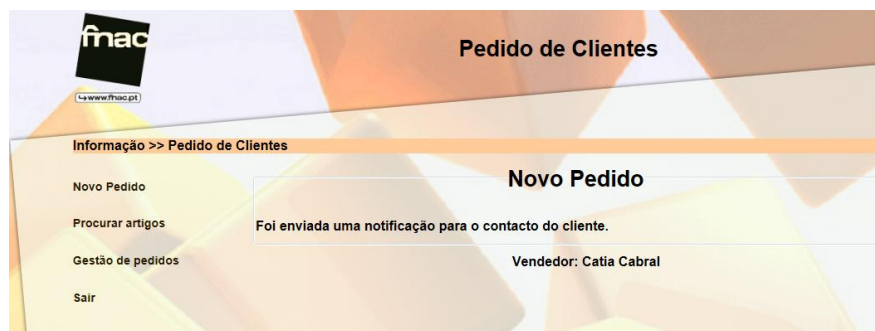 fnac
www.fnac.pt
Pedido de Clientes
Informação >> Pedido de Clientes
Novo Pedido
Novo Pedido
Procurar artigos
Foi enviada uma notificação para o contacto do cliente.
Gestão de pedidos
Vendedor: Catia Cabral
Sair